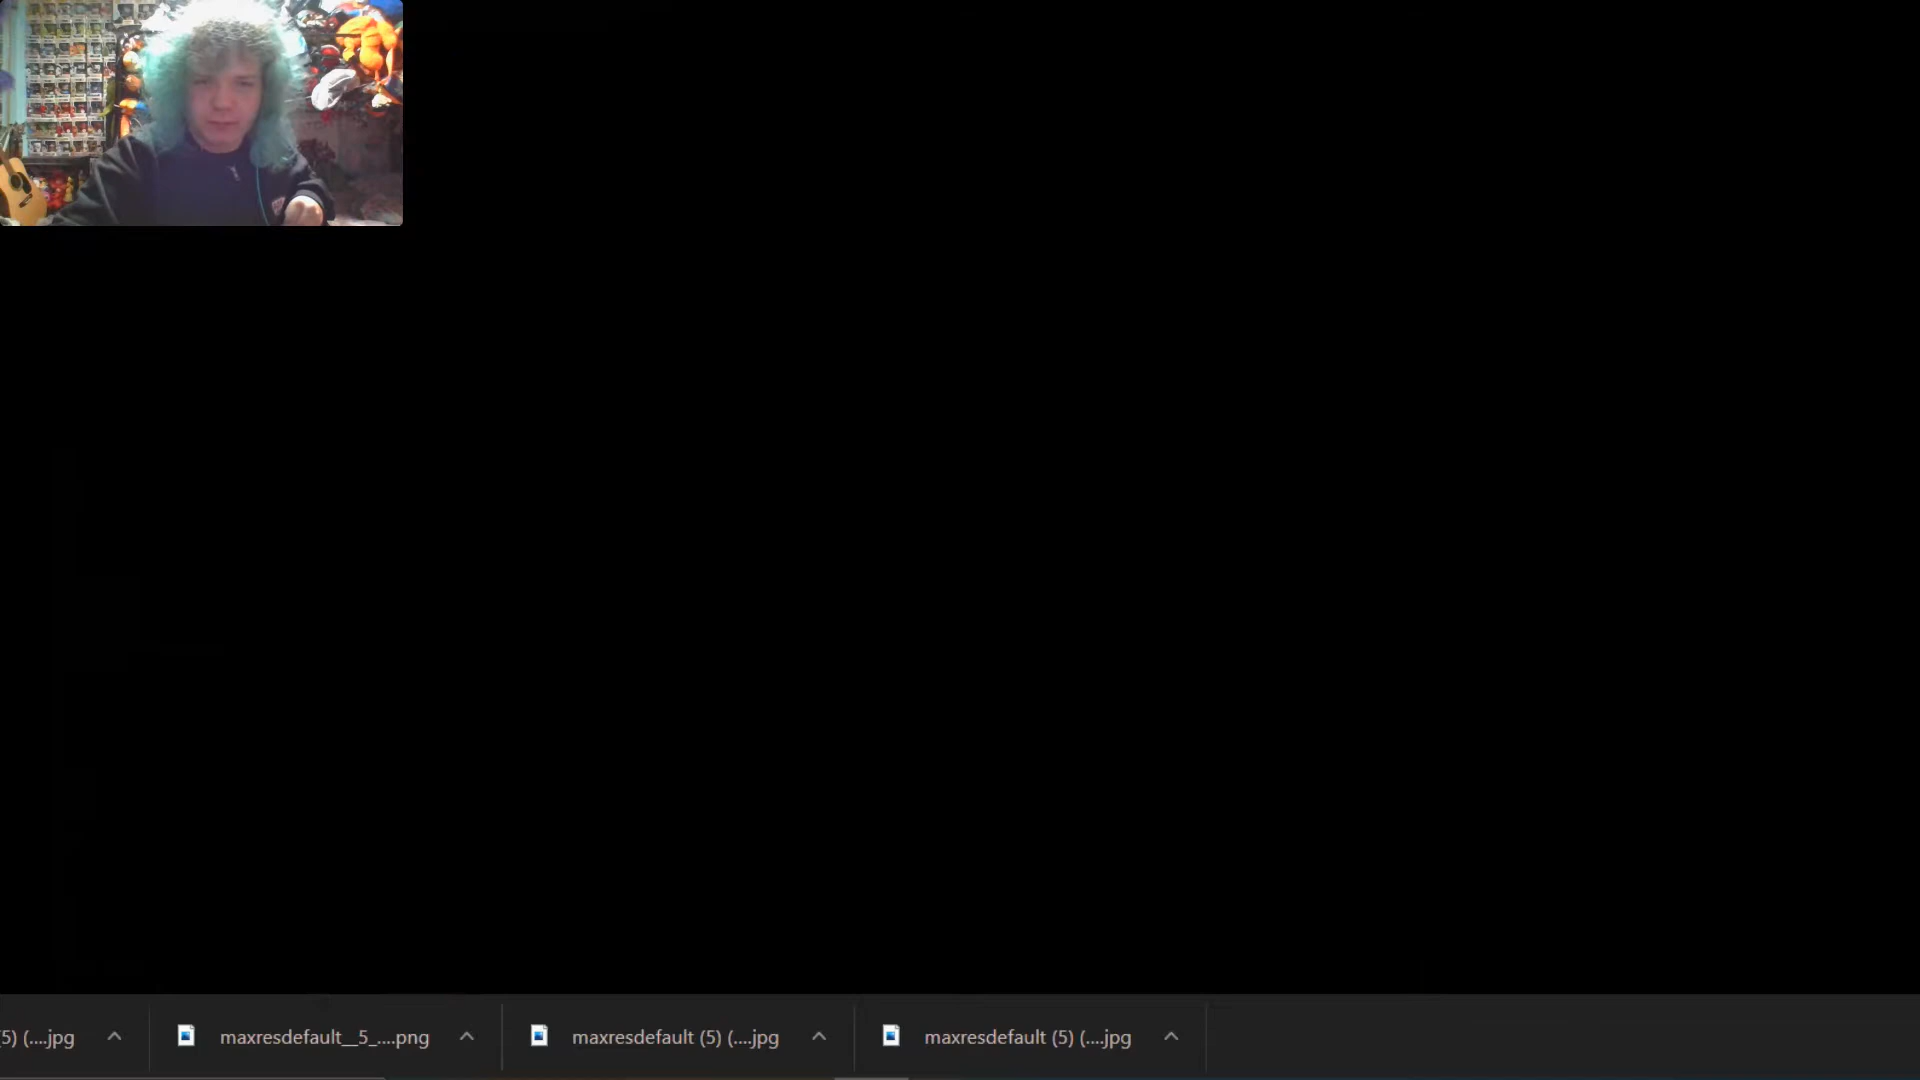 5) (....jpg
maxresdefault__5_....png
maxresdefault (5) (....jpg
maxresdefault (5) (....jpg